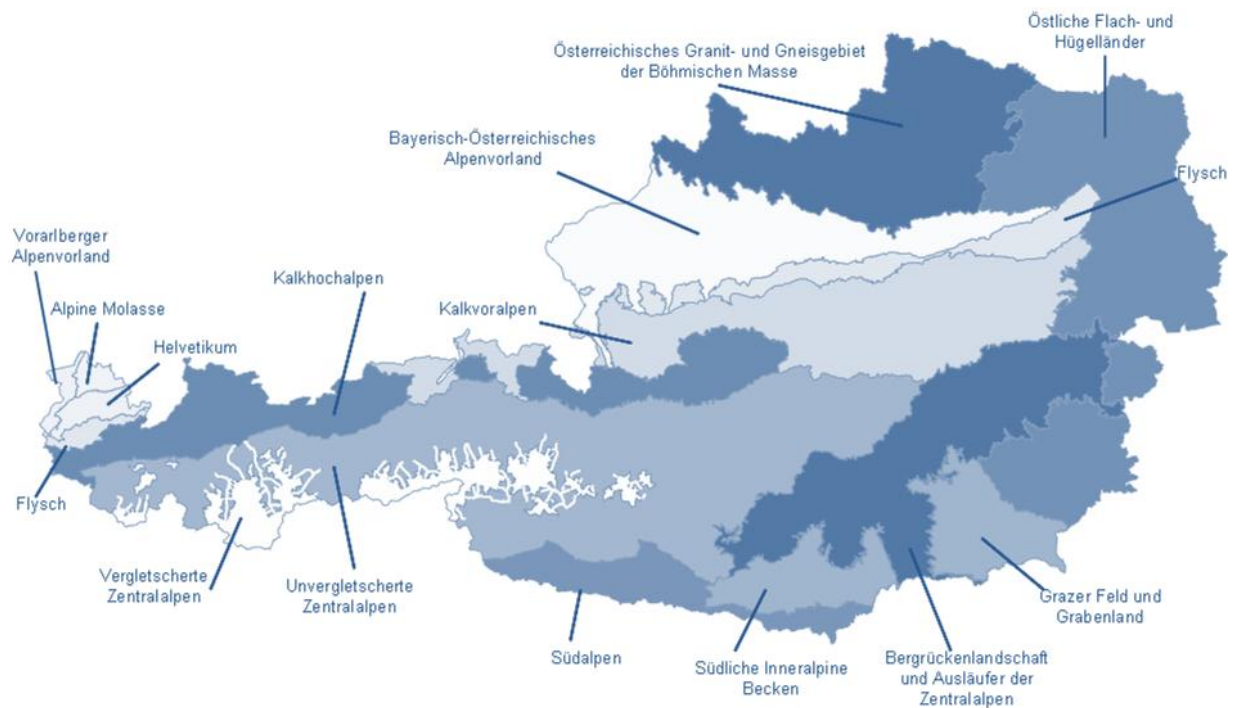 Östliche Flach- und
Hügelländer
Österreichisches Granit- und Gneisgebiet
der Böhmischen Masse
Bayerisch-Österreichisches
Alpenvorland
Flysch
Vorarlberger
Alpenvorland
Kalkhochalpen
Alpine Molasse
Kalkvoralpen
Helvetikum
Flysch
Vergletscherte
Zentralalpen
Unvergletscherte
Zentralalpen
Grazer Feld und
Grabenland
Südalpen
Südliche Inneralpine
Becken
Bergrückenlandschaft
und Ausläufer der
Zentralalpen